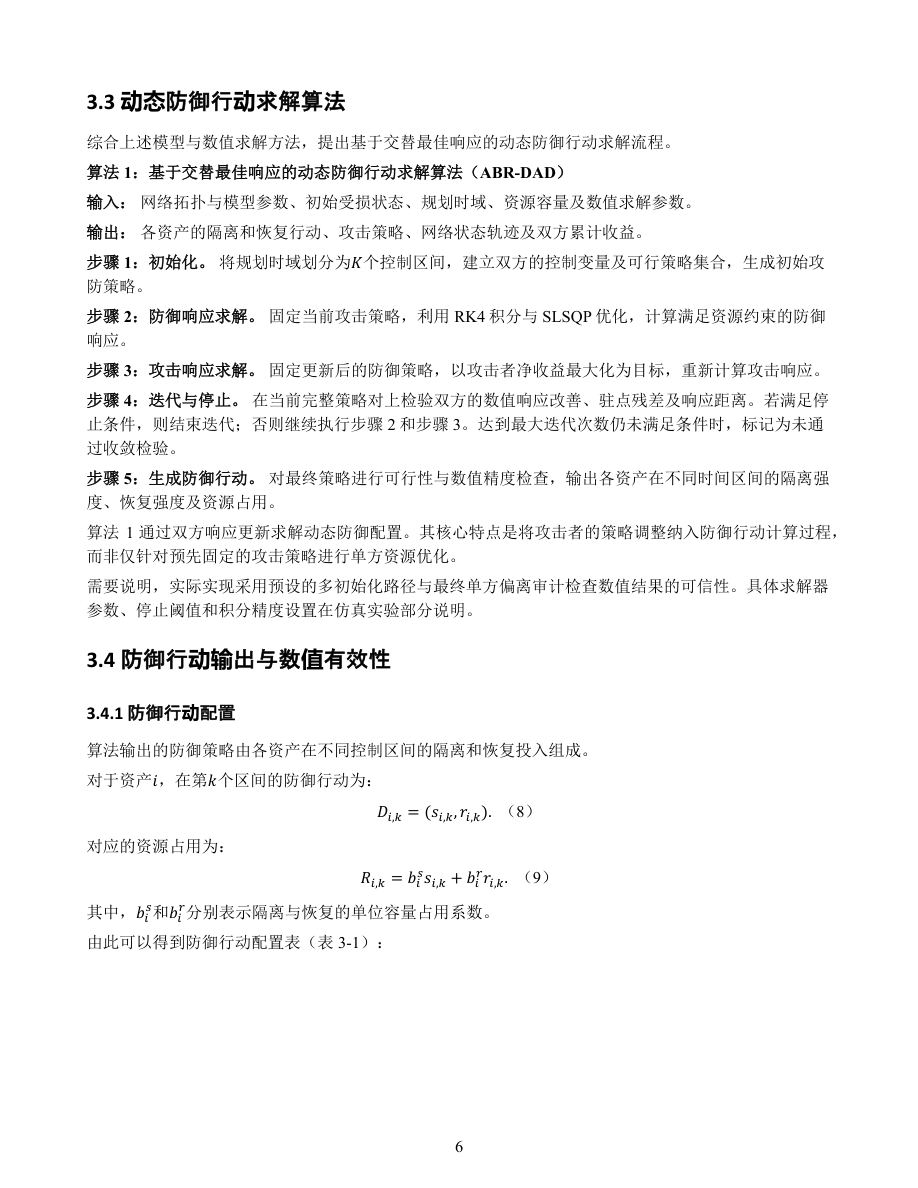 3.3 动态防御行动求解算法
综合上述模型与数值求解方法，提出基于交替最佳响应的动态防御行动求解流程。
算法 1：基于交替最佳响应的动态防御行动求解算法（ABR-DAD）
输入： 网络拓扑与模型参数、初始受损状态、规划时域、资源容量及数值求解参数。
输出： 各资产的隔离和恢复行动、攻击策略、网络状态轨迹及双方累计收益。
步骤 1：初始化。 将规划时域划分为K个控制区间，建立双方的控制变量及可行策略集合，生成初始攻
防策略。
步骤 2：防御响应求解。 固定当前攻击策略，利用 RK4 积分与 SLSQP 优化，计算满足资源约束的防御
响应。
步骤 3：攻击响应求解。 固定更新后的防御策略，以攻击者净收益最大化为目标，重新计算攻击响应。
步骤 4：迭代与停止。 在当前完整策略对上检验双方的数值响应改善、驻点残差及响应距离。若满足停
止条件，则结束迭代；否则继续执行步骤 2 和步骤 3。达到最大迭代次数仍未满足条件时，标记为未通
过收敛检验。
步骤 5：生成防御行动。 对最终策略进行可行性与数值精度检查，输出各资产在不同时间区间的隔离强
度、恢复强度及资源占用。
算法 1 通过双方响应更新求解动态防御配置。其核心特点是将攻击者的策略调整纳入防御行动计算过程，
而非仅针对预先固定的攻击策略进行单方资源优化。
需要说明，实际实现采用预设的多初始化路径与最终单方偏离审计检查数值结果的可信性。具体求解器
参数、停止阈值和积分精度设置在仿真实验部分说明。
3.4 防御行动输出与数值有效性
3.4.1 防御行动配置
算法输出的防御策略由各资产在不同控制区间的隔离和恢复投入组成。
对于资产i，在第k个区间的防御行动为：
D_{i,k} = (s_{i,k}, r_{i,k}). （8）
对应的资源占用为：
R_{i,k} = b_i^s s_{i,k} + b_i^r r_{i,k}. （9）
其中，b_i^s和b_i^r分别表示隔离与恢复的单位容量占用系数。
由此可以得到防御行动配置表（表 3-1）：
6